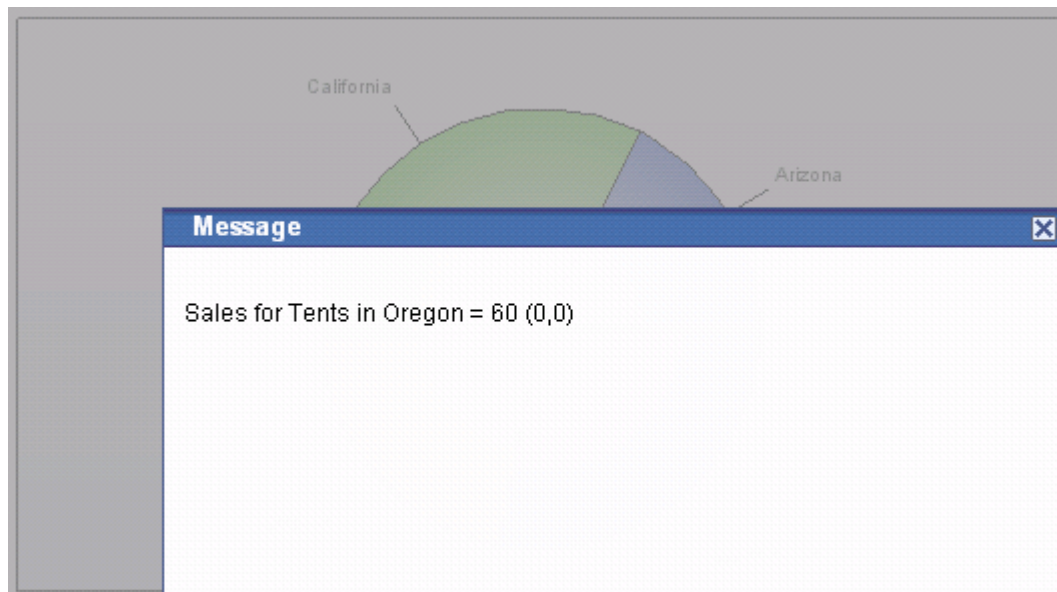 California
Arizona
Message
Sales for Tents in Oregon = 60 (0,0)